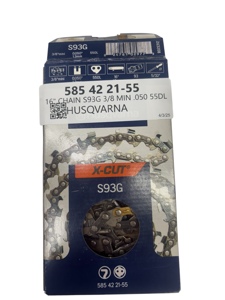 S93G
585 42 21-55
16" CHAIN S93G 3/8 MIN .050 55DL
HUSQVARNA
X-CUT
S93G
585 42 21-55